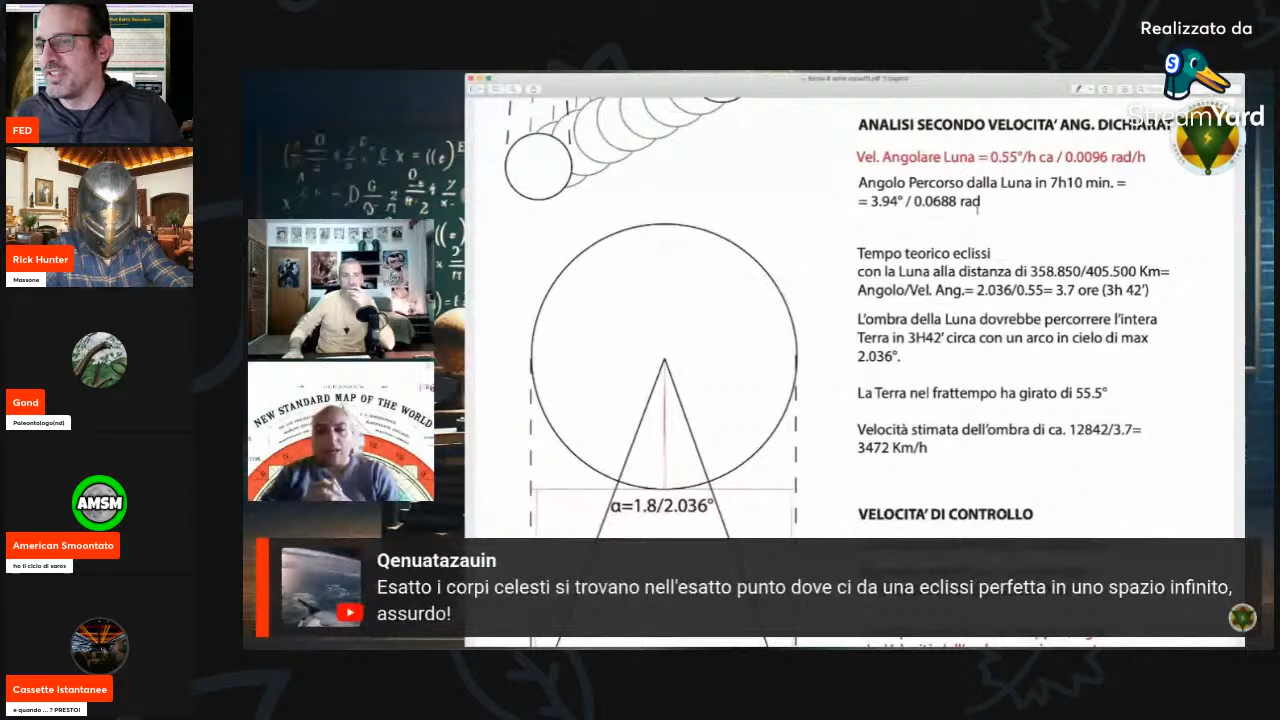 Realizzato da
StreamYard
FED
Rick Hunter
Massone
Gond
Paleontologo(nd)
AMSM
American Smoontato
ho il ciclo di saros
Cassette Istantanee
e quando ... ? PRESTO!
NEW STANDARD MAP OF THE WORLD
ANALISI SECONDO VELOCITA' ANG. DICHIARAT
Vel. Angolare Luna = 0.55°/h ca / 0.0096 rad/h
Angolo Percorso dalla Luna in 7h10 min. =
= 3.94° / 0.0688 rad
Tempo teorico eclissi
con la Luna alla distanza di 358.850/405.500 Km=
Angolo/Vel. Ang.= 2.036/0.55= 3.7 ore (3h 42')
L'ombra della Luna dovrebbe percorrere l'intera
Terra in 3H42' circa con un arco in cielo di max
2.036°.
La Terra nel frattempo ha girato di 55.5°
Velocità stimata dell'ombra di ca. 12842/3.7=
3472 Km/h
α=1.8/2.036°
VELOCITA' DI CONTROLLO
Qenuatazauin
Esatto i corpi celesti si trovano nell'esatto punto dove ci da una eclissi perfetta in uno spazio infinito,
assurdo!